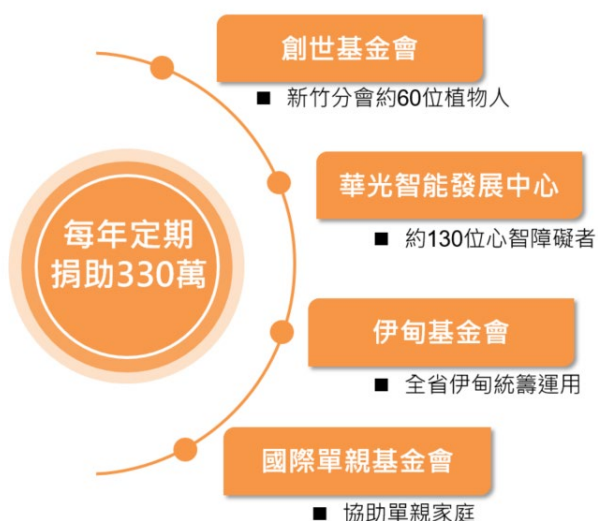 創世基金會
■ 新竹分會約60位植物人
華光智能發展中心
■ 約130位心智障礙者
每年定期
捐助330萬
伊甸基金會
■ 全省伊甸統籌運用
國際單親基金會
■ 協助單親家庭